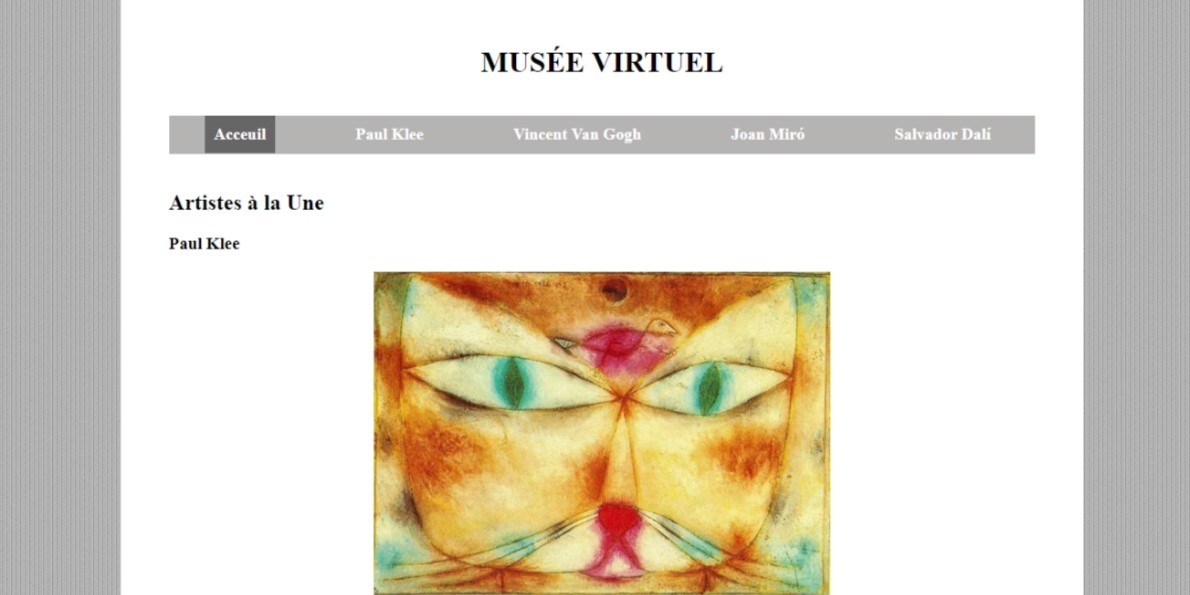 MUSÉE VIRTUEL
Acceuil Paul Klee Vincent Van Gogh Joan Miró Salvador Dalí
Artistes à la Une
Paul Klee